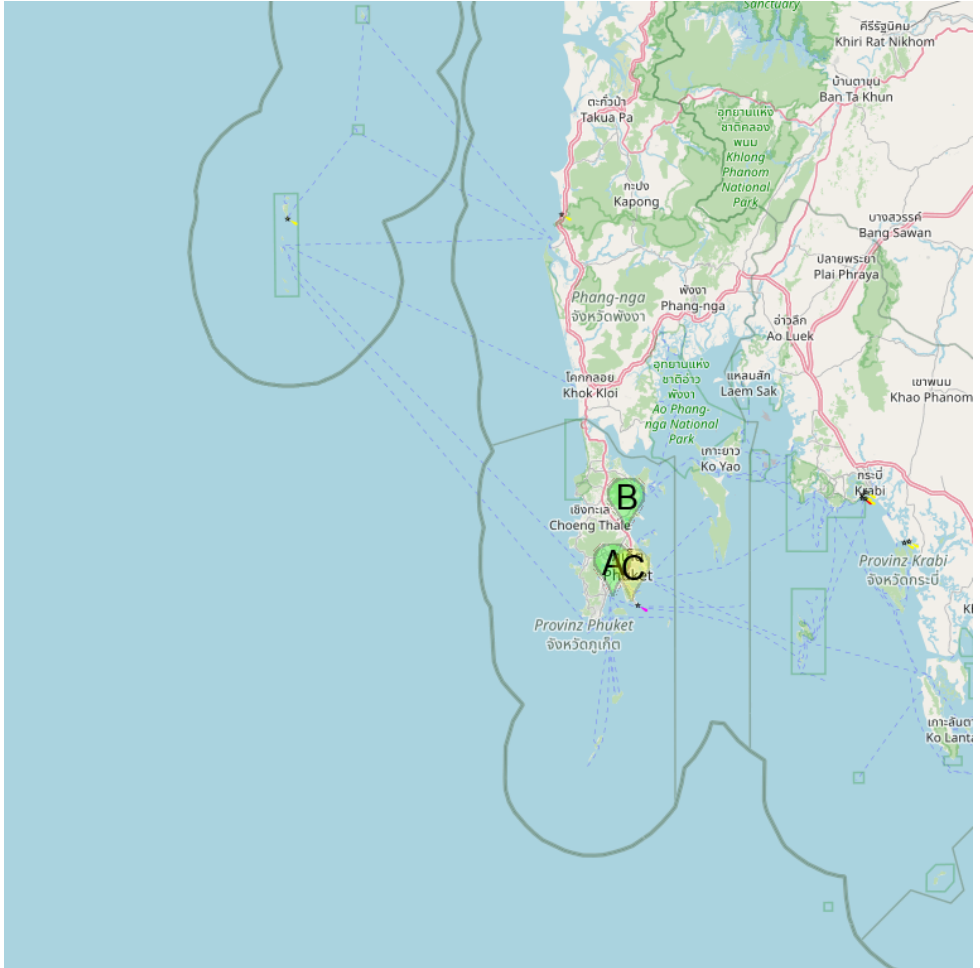 Sanctuary
คีรีรัฐนิคม
Khiri Rat Nikhom
บ้านตาขุน
Ban Ta Khun
ตะกั่วป่า
Takua Pa
อุทยานแห่ง
ชาติคลอง
พนม
Khlong
Phanom
National
Park
กะปง
Kapong
บางสวรรค์
Bang Sawan
ปลายพระยา
Plai Phraya
Phang-nga
จังหวัดพังงา
พังงา
Phang-nga
อ่าวลึก
Ao Luek
โคกกลอย
Khok Kloi
อุทยานแห่ง
ชาติอ่าว
พังงา
Ao Phang-
nga National
Park
แหลมสัก
Laem Sak
เขาพนม
Khao Phanom
เกาะยาว
Ko Yao
กระบี่
Krabi
B
เชิงทะเล
Choeng Thale
A
C
Phuket
Provinz Krabi
จังหวัดกระบี่
Provinz Phuket
จังหวัดภูเก็ต
เกาะลันตา
Ko Lanta